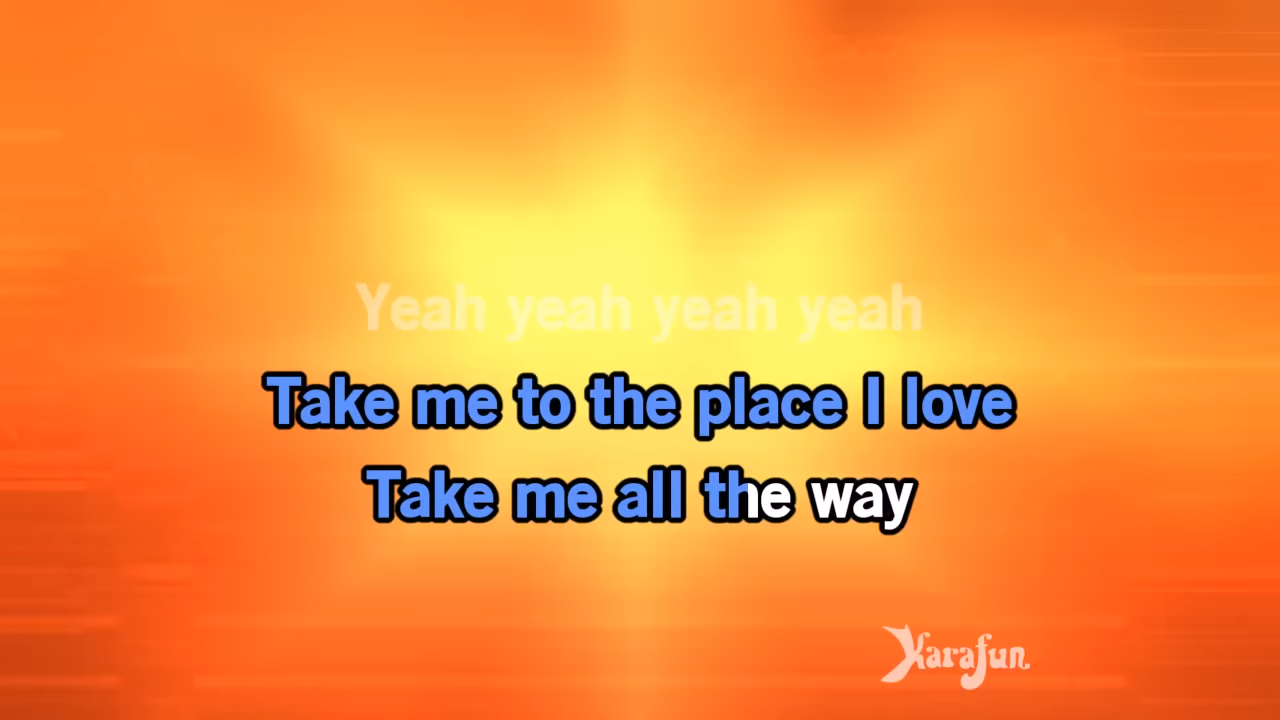 Yeah yeah yeah yeah
Take me to the place I love
Take me all the way
Karafun